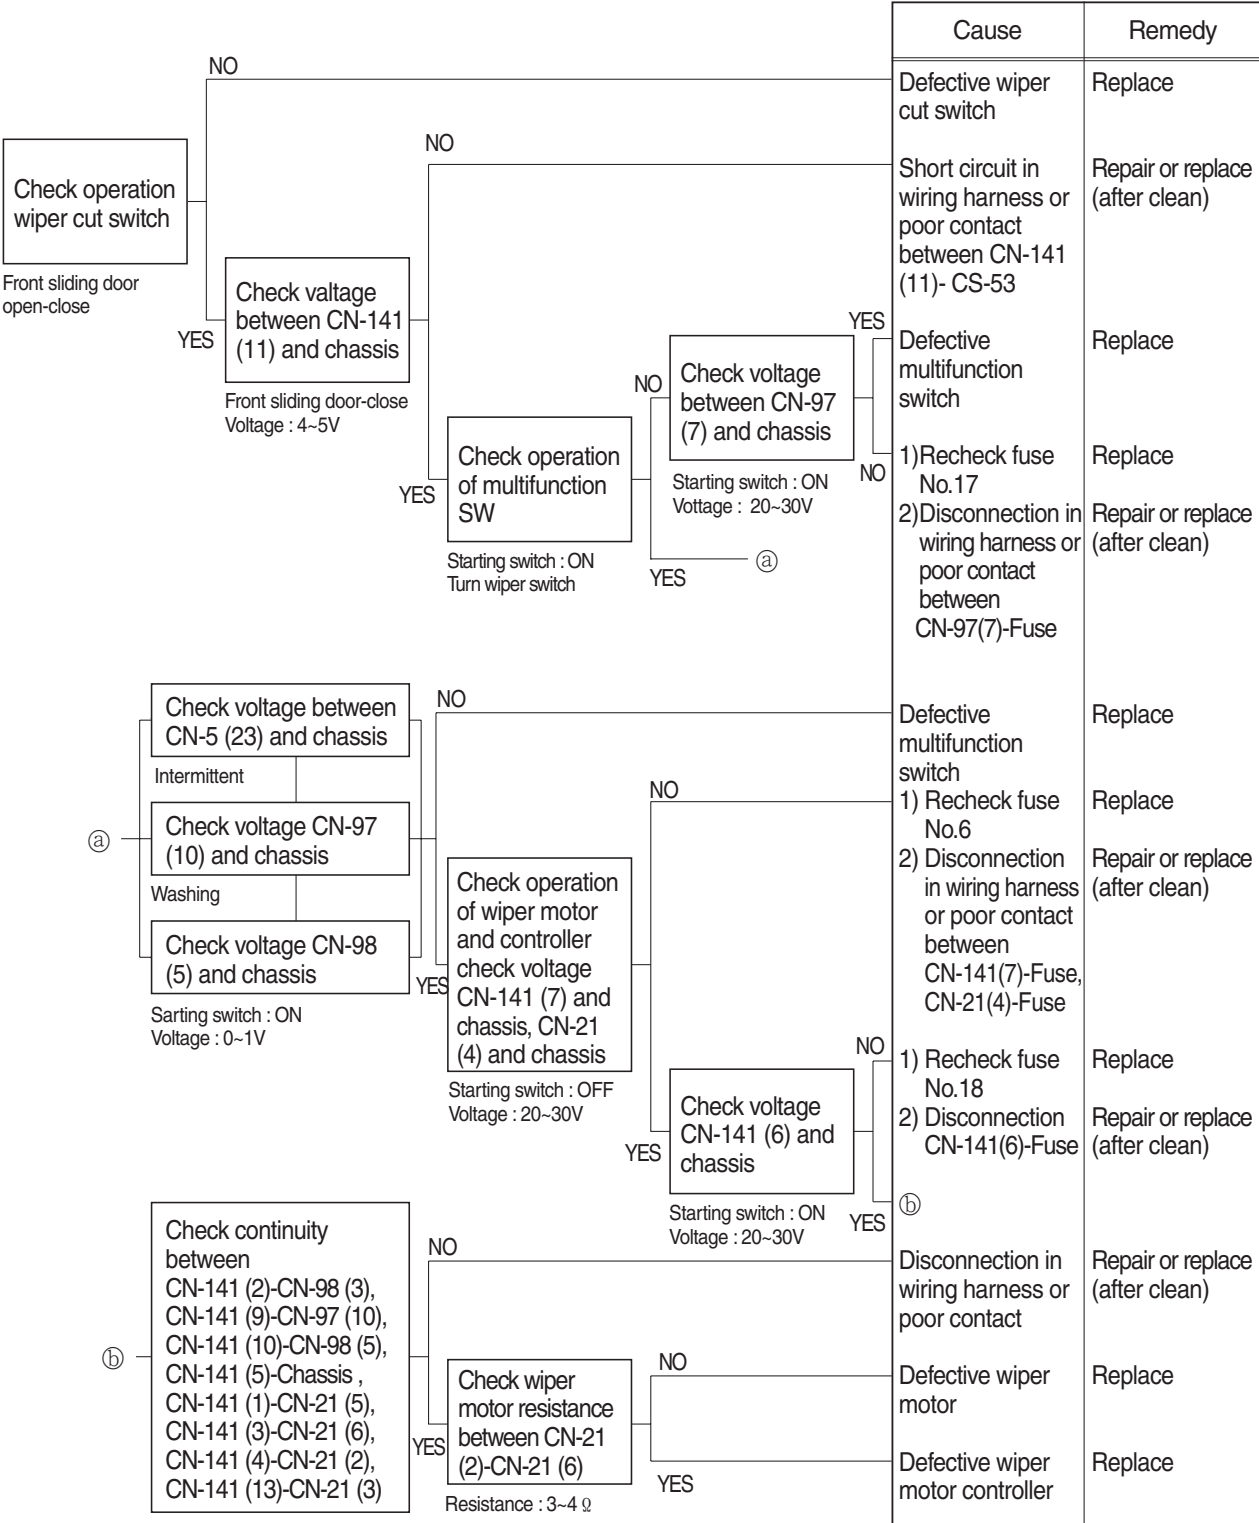 Cause
Remedy
NO
Defective wiper
cut switch
Replace
Check operation
wiper cut switch
Front sliding door
open-close
YES
NO
Short circuit in
wiring harness or
poor contact
between CN-141
(11)- CS-53
Repair or replace
(after clean)
Check valtage
between CN-141
(11) and chassis
Front sliding door-close
Voltage : 4~5V
YES
Check operation
of multifunction
SW
Starting switch : ON
Turn wiper switch
NO
YES
ⓐ
Check voltage
between CN-97
(7) and chassis
Starting switch : ON
Vottage : 20~30V
YES
Defective
multifunction
switch
Replace
NO
1)Recheck fuse
No.17
Replace
2)Disconnection in
wiring harness or
poor contact
between
CN-97(7)-Fuse
Repair or replace
(after clean)
ⓐ
Check voltage between
CN-5 (23) and chassis
Intermittent
Check voltage CN-97
(10) and chassis
Washing
Check voltage CN-98
(5) and chassis
Sarting switch : ON
Voltage : 0~1V
NO
Defective
multifunction
switch
Replace
YES
Check operation
of wiper motor
and controller
check voltage
CN-141 (7) and
chassis, CN-21
(4) and chassis
Starting switch : OFF
Voltage : 20~30V
NO
1) Recheck fuse
No.6
Replace
2) Disconnection
in wiring harness
or poor contact
between
CN-141(7)-Fuse,
CN-21(4)-Fuse
Repair or replace
(after clean)
YES
Check voltage
CN-141 (6) and
chassis
Starting switch : ON
Voltage : 20~30V
NO
1) Recheck fuse
No.18
Replace
2) Disconnection
CN-141(6)-Fuse
Repair or replace
(after clean)
YES
ⓑ
ⓑ
Check continuity
between
CN-141 (2)-CN-98 (3),
CN-141 (9)-CN-97 (10),
CN-141 (10)-CN-98 (5),
CN-141 (5)-Chassis ,
CN-141 (1)-CN-21 (5),
CN-141 (3)-CN-21 (6),
CN-141 (4)-CN-21 (2),
CN-141 (13)-CN-21 (3)
NO
Disconnection in
wiring harness or
poor contact
Repair or replace
(after clean)
YES
Check wiper
motor resistance
between CN-21
(2)-CN-21 (6)
Resistance : 3~4 Ω
NO
Defective wiper
motor
Replace
YES
Defective wiper
motor controller
Replace